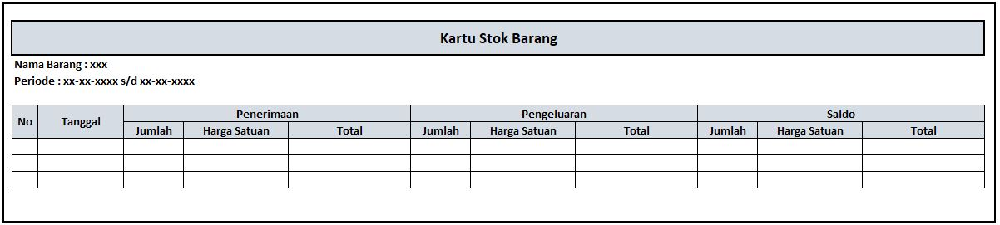 Kartu Stok Barang
Nama Barang : xxx
Periode : xx-xx-xxxx s/d xx-xx-xxxx
No Tanggal Penerimaan Pengeluaran Saldo
Jumlah Harga Satuan Total Jumlah Harga Satuan Total Jumlah Harga Satuan Total